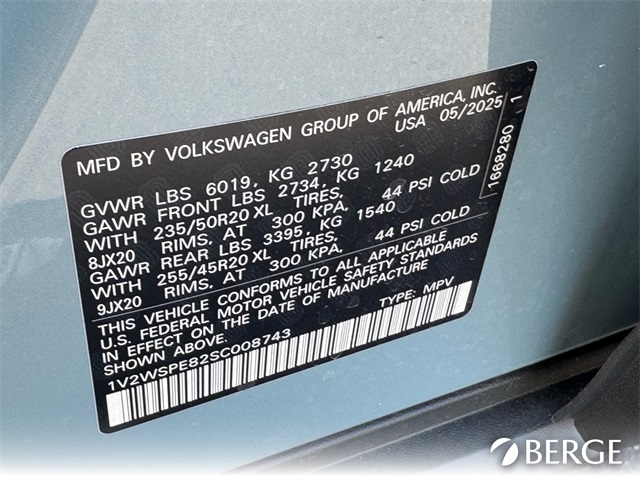 MFD BY VOLKSWAGEN GROUP OF AMERICA, INC.
USA 05/2025
GVWR LBS 6019, KG 2730
GAWR FRONT LBS 2734, KG 1240
WITH 235/50R20 XL TIRES,
8JX20 RIMS, AT 300 KPA, 44 PSI COLD
GAWR REAR LBS 3395, KG 1540
WITH 255/45R20 XL TIRES,
9JX20 RIMS, AT 300 KPA, 44 PSI COLD
THIS VEHICLE CONFORMS TO ALL APPLICABLE
U.S. FEDERAL MOTOR VEHICLE SAFETY STANDARDS
IN EFFECT ON THE DATE OF MANUFACTURE
SHOWN ABOVE. TYPE: MPV
1V2WSPE82SC008743
1668280 1
BERGE